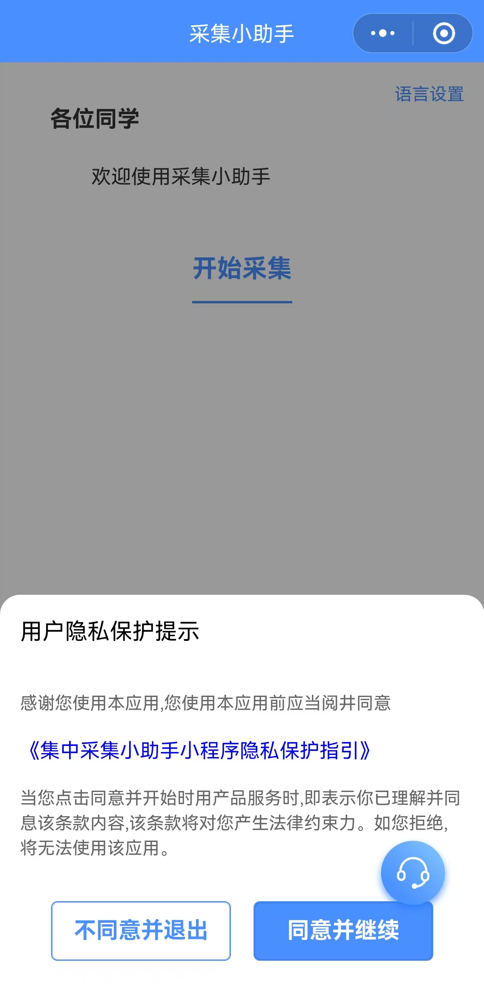 采集小助手
语言设置
各位同学
欢迎使用采集小助手
开始采集
用户隐私保护提示
感谢您使用本应用,您使用本应用前应当阅井同意
《集中采集小助手小程序隐私保护指引》
当您点击同意并开始时用产品服务时,即表示你已理解并同
息该条款内容,该条款将对您产生法律约束力。如您拒绝,
将无法使用该应用。
不同意并退出
同意并继续